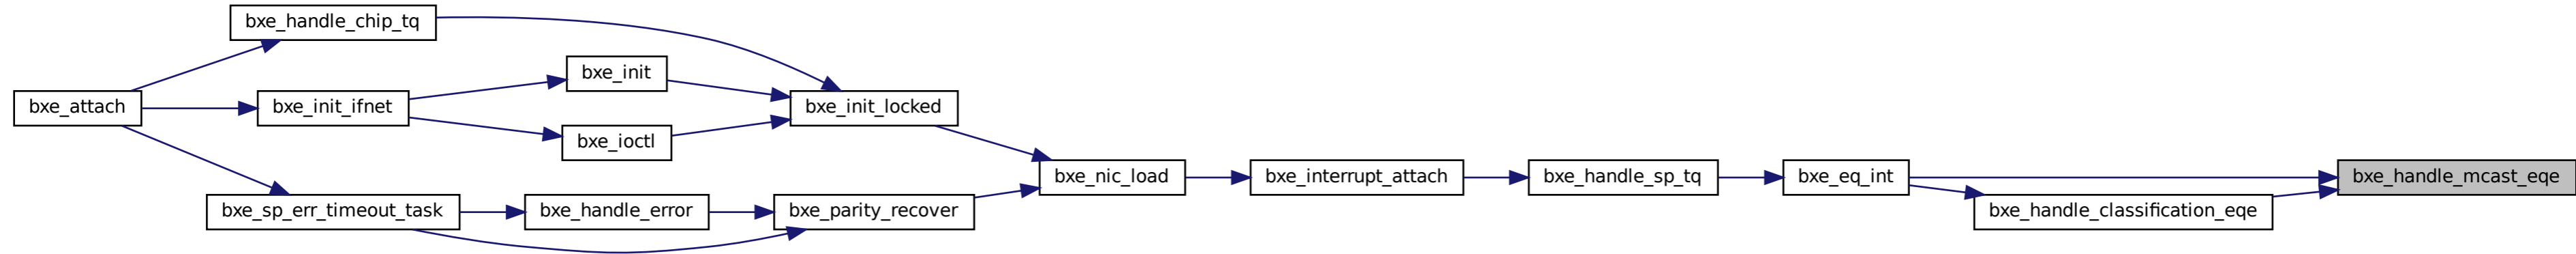 bxe_handle_chip_tq
bxe_init
bxe_attach
bxe_init_ifnet
bxe_init_locked
bxe_ioctl
bxe_nic_load
bxe_interrupt_attach
bxe_handle_sp_tq
bxe_eq_int
bxe_handle_mcast_eqe
bxe_sp_err_timeout_task
bxe_handle_error
bxe_parity_recover
bxe_handle_classification_eqe